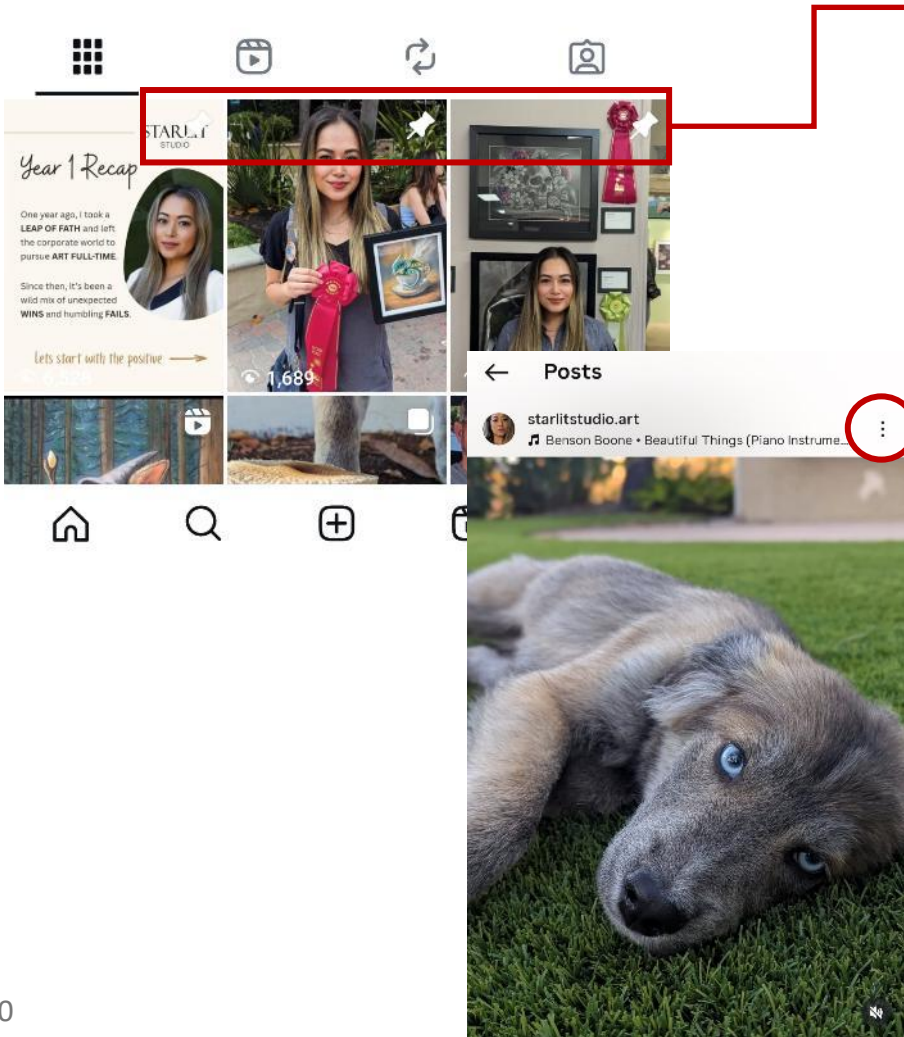 STARLIT
STUDIO
Year 1 Recap
One year ago, I took a
LEAP OF FATH and left
the corporate world to
pursue ART FULL-TIME.
Since then, it's been a
wild mix of unexpected
WINS and humbling FAILS.
Lets start with the positive
1,689
Posts
starlitstudio.art
Benson Boone • Beautiful Things (Piano Instrume...
0